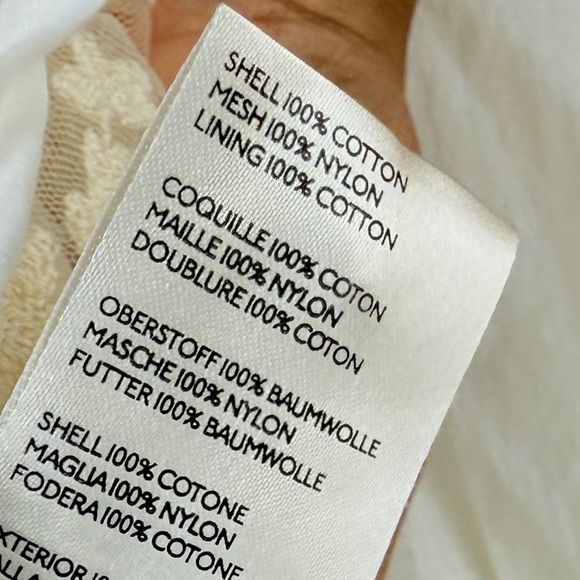 SHELL 100% COTTON
MESH 100% NYLON
LINING 100% COTTON
COQUILLE 100% COTON
MAILLE 100% NYLON
DOUBLURE 100% COTON
OBERSTOFF 100% BAUMWOLLE
MASCHE 100% NYLON
FUTTER 100% BAUMWOLLE
SHELL 100% COTONE
MAGLIA 100% NYLON
FODERA 100% COTONE